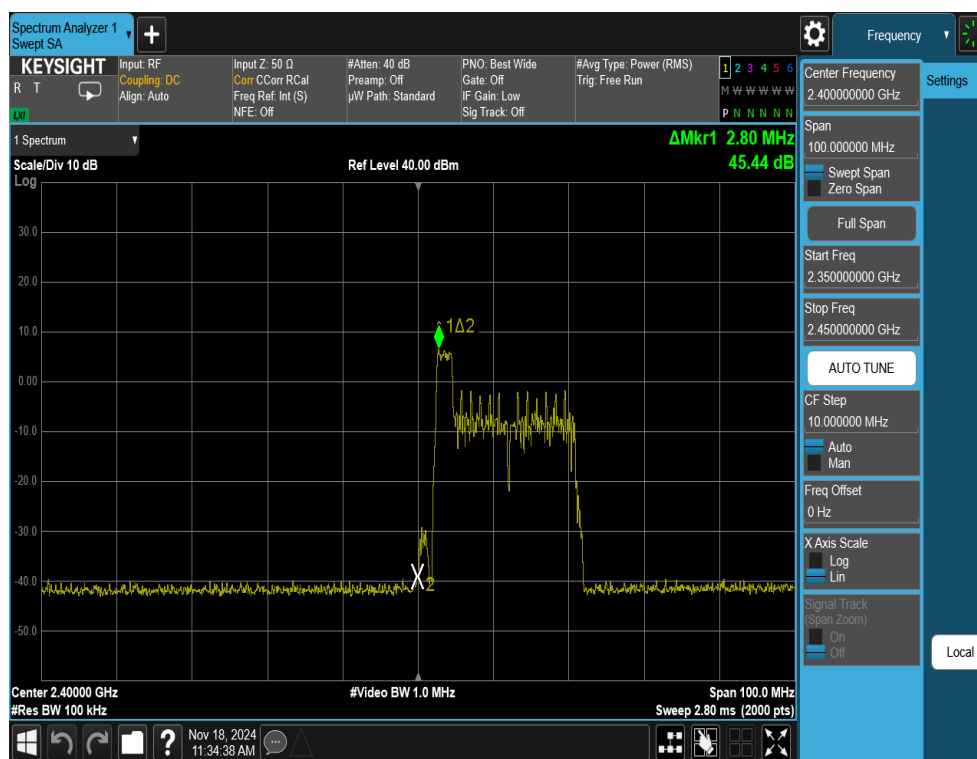 Spectrum Analyzer 1
Swept SA
Frequency
KEYSIGHT
R T
LXI
Input: RF
Coupling: DC
Align: Auto
Input Z: 50 Ω
Corr CCorr RCal
Freq Ref: Int (S)
NFE: Off
#Atten: 40 dB
Preamp: Off
µW Path: Standard
PNO: Best Wide
Gate: Off
IF Gain: Low
Sig Track: Off
#Avg Type: Power (RMS)
Trig: Free Run
1 2 3 4 5 6
M W W W W W
P N N N N N
1 Spectrum
ΔMkr1 2.80 MHz
45.44 dB
Scale/Div 10 dB
Ref Level 40.00 dBm
Log
30.0
20.0
10.0
0.00
-10.0
-20.0
-30.0
-40.0
-50.0
1Δ2
X2
Center 2.40000 GHz
#Video BW 1.0 MHz
Span 100.0 MHz
#Res BW 100 kHz
Sweep 2.80 ms (2000 pts)
Nov 18, 2024
11:34:38 AM
Center Frequency
2.400000000 GHz
Settings
Span
100.000000 MHz
Swept Span
Zero Span
Full Span
Start Freq
2.350000000 GHz
Stop Freq
2.450000000 GHz
AUTO TUNE
CF Step
10.000000 MHz
Auto
Man
Freq Offset
0 Hz
X Axis Scale
Log
Lin
Signal Track
(Span Zoom)
On
Off
Local